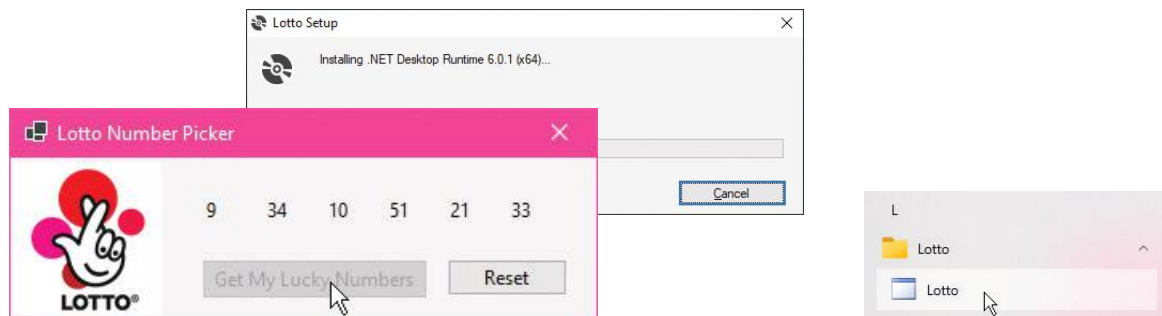 Lotto Setup
Installing .NET Desktop Runtime 6.0.1 (x64)...
Cancel
Lotto Number Picker
9 34 10 51 21 33
Get My Lucky Numbers Reset
LOTTO®
L
Lotto
Lotto